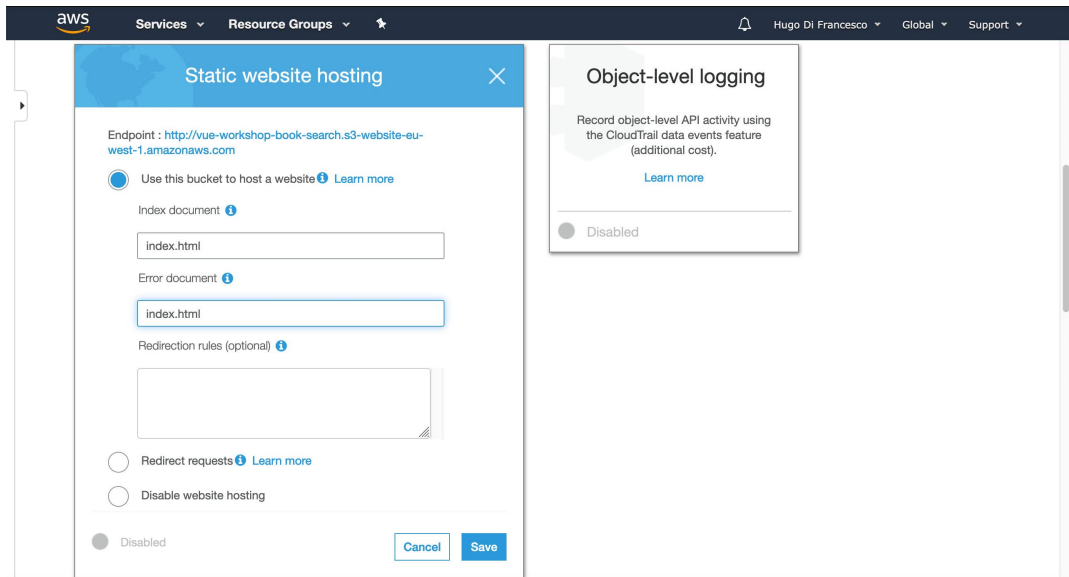 aws Services Resource Groups Hugo Di Francesco Global Support
Static website hosting
Endpoint : http://vue-workshop-book-search.s3-website-eu-
west-1.amazonaws.com
Use this bucket to host a website Learn more
Index document
index.html
Error document
index.html
Redirection rules (optional)
Redirect requests Learn more
Disable website hosting
Disabled
Cancel Save
Object-level logging
Record object-level API activity using
the CloudTrail data events feature
(additional cost).
Learn more
Disabled